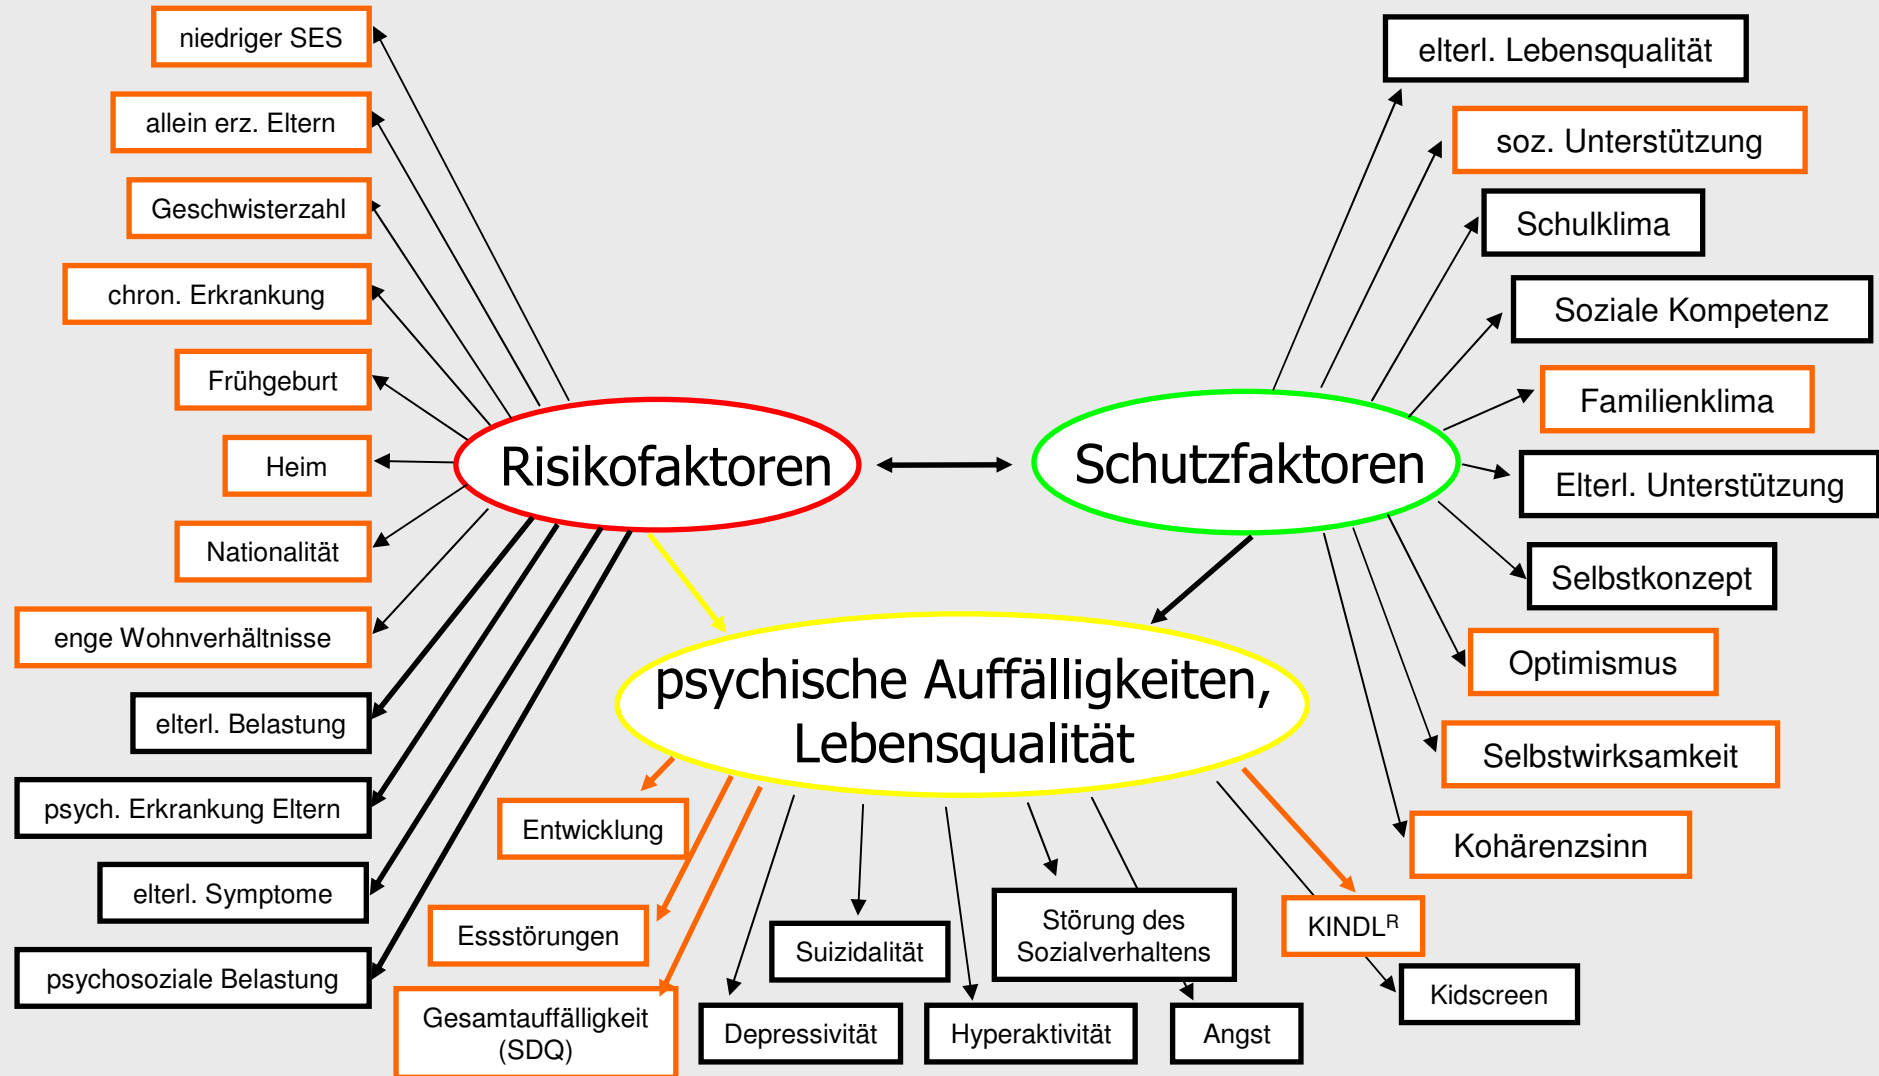 niedriger SES
allein erz. Eltern
Geschwisterzahl
chron. Erkrankung
Frühgeburt
Heim
Nationalität
enge Wohnverhältnisse
elterl. Belastung
psych. Erkrankung Eltern
elterl. Symptome
psychosoziale Belastung
Risikofaktoren
Schutzfaktoren
elterl. Lebensqualität
soz. Unterstützung
Schulklima
Soziale Kompetenz
Familienklima
Elterl. Unterstützung
Selbstkonzept
Optimismus
Selbstwirksamkeit
Kohärenzsinn
psychische Auffälligkeiten,
Lebensqualität
Entwicklung
Essstörungen
Gesamtauffälligkeit
(SDQ)
Depressivität
Suizidalität
Hyperaktivität
Störung des
Sozialverhaltens
Angst
KINDLᴿ
Kidscreen